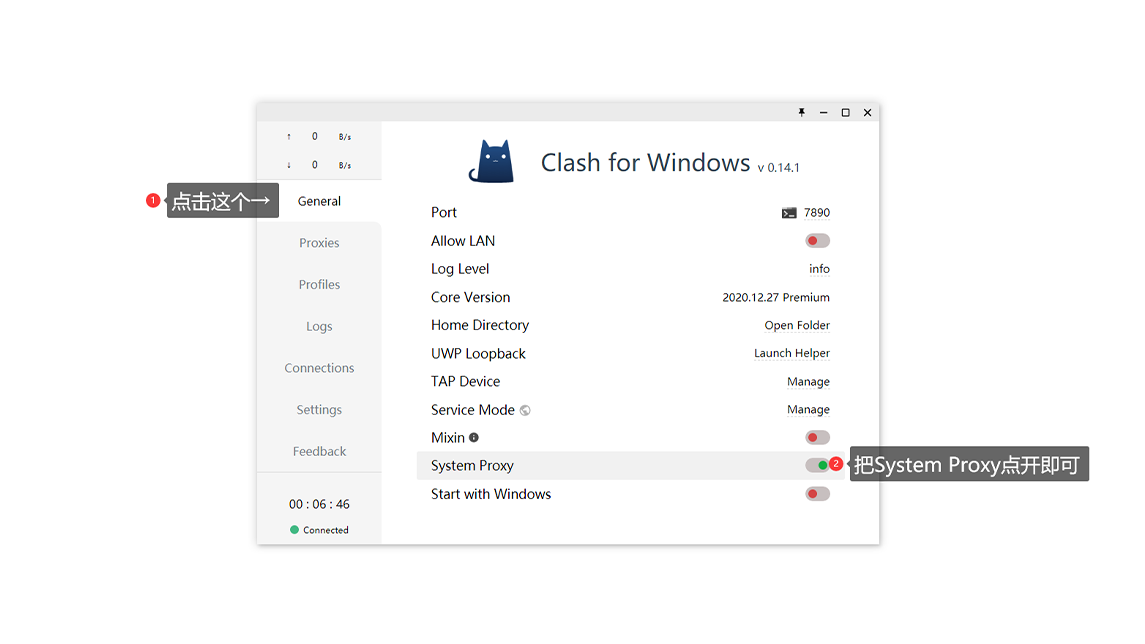 ↑ 0 B/s
↓ 0 B/s
Clash for Windows v 0.14.1
1 点击这个→
General
Proxies
Profiles
Logs
Connections
Settings
Feedback
00 : 06 : 46
Connected
Port 7890
Allow LAN
Log Level info
Core Version 2020.12.27 Premium
Home Directory Open Folder
UWP Loopback Launch Helper
TAP Device Manage
Service Mode Manage
Mixin
System Proxy 2 把System Proxy点开即可
Start with Windows